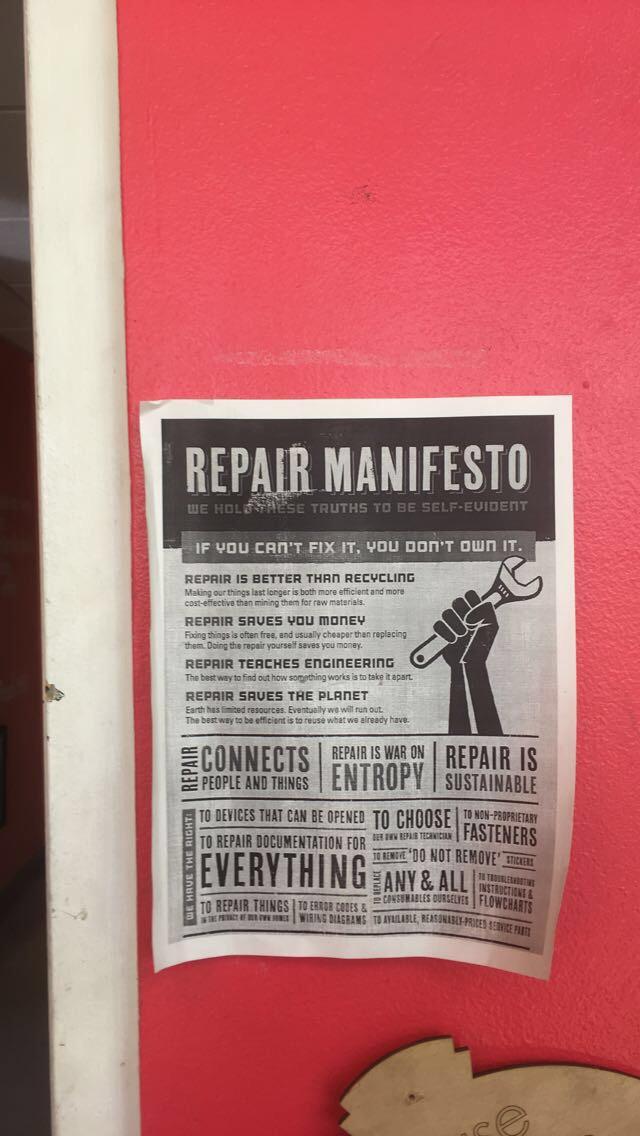 REPAIR MANIFESTO
WE HOLD THESE TRUTHS TO BE SELF-EVIDENT
IF YOU CAN'T FIX IT, YOU DON'T OWN IT.
REPAIR IS BETTER THAN RECYCLING
Making our things last longer is both more efficient and more
cost-effective than mining them for raw materials.
REPAIR SAVES YOU MONEY
Fixing things is often free, and usually cheaper than replacing
them. Doing the repair yourself saves you money.
REPAIR TEACHES ENGINEERING
The best way to find out how something works is to take it apart.
REPAIR SAVES THE PLANET
Earth has limited resources. Eventually we will run out.
The best way to be efficient is to reuse what we already have.
REPAIR CONNECTS
PEOPLE AND THINGS
REPAIR IS WAR ON
ENTROPY
REPAIR IS
SUSTAINABLE
WE HAVE THE RIGHT:
TO DEVICES THAT CAN BE OPENED
TO REPAIR DOCUMENTATION FOR
EVERYTHING
TO REPAIR THINGS
IN THE PRIVACY OF OUR OWN HOMES
TO ERROR CODES &
WIRING DIAGRAMS
TO CHOOSE
OUR OWN REPAIR TECHNICIAN
TO NON-PROPRIETARY
FASTENERS
TO REMOVE 'DO NOT REMOVE' STICKERS
TO REPLACE ANY & ALL
CONSUMABLES OURSELVES
TO TROUBLESHOOTING
INSTRUCTIONS &
FLOWCHARTS
TO AVAILABLE, REASONABLY-PRICED SERVICE PARTS